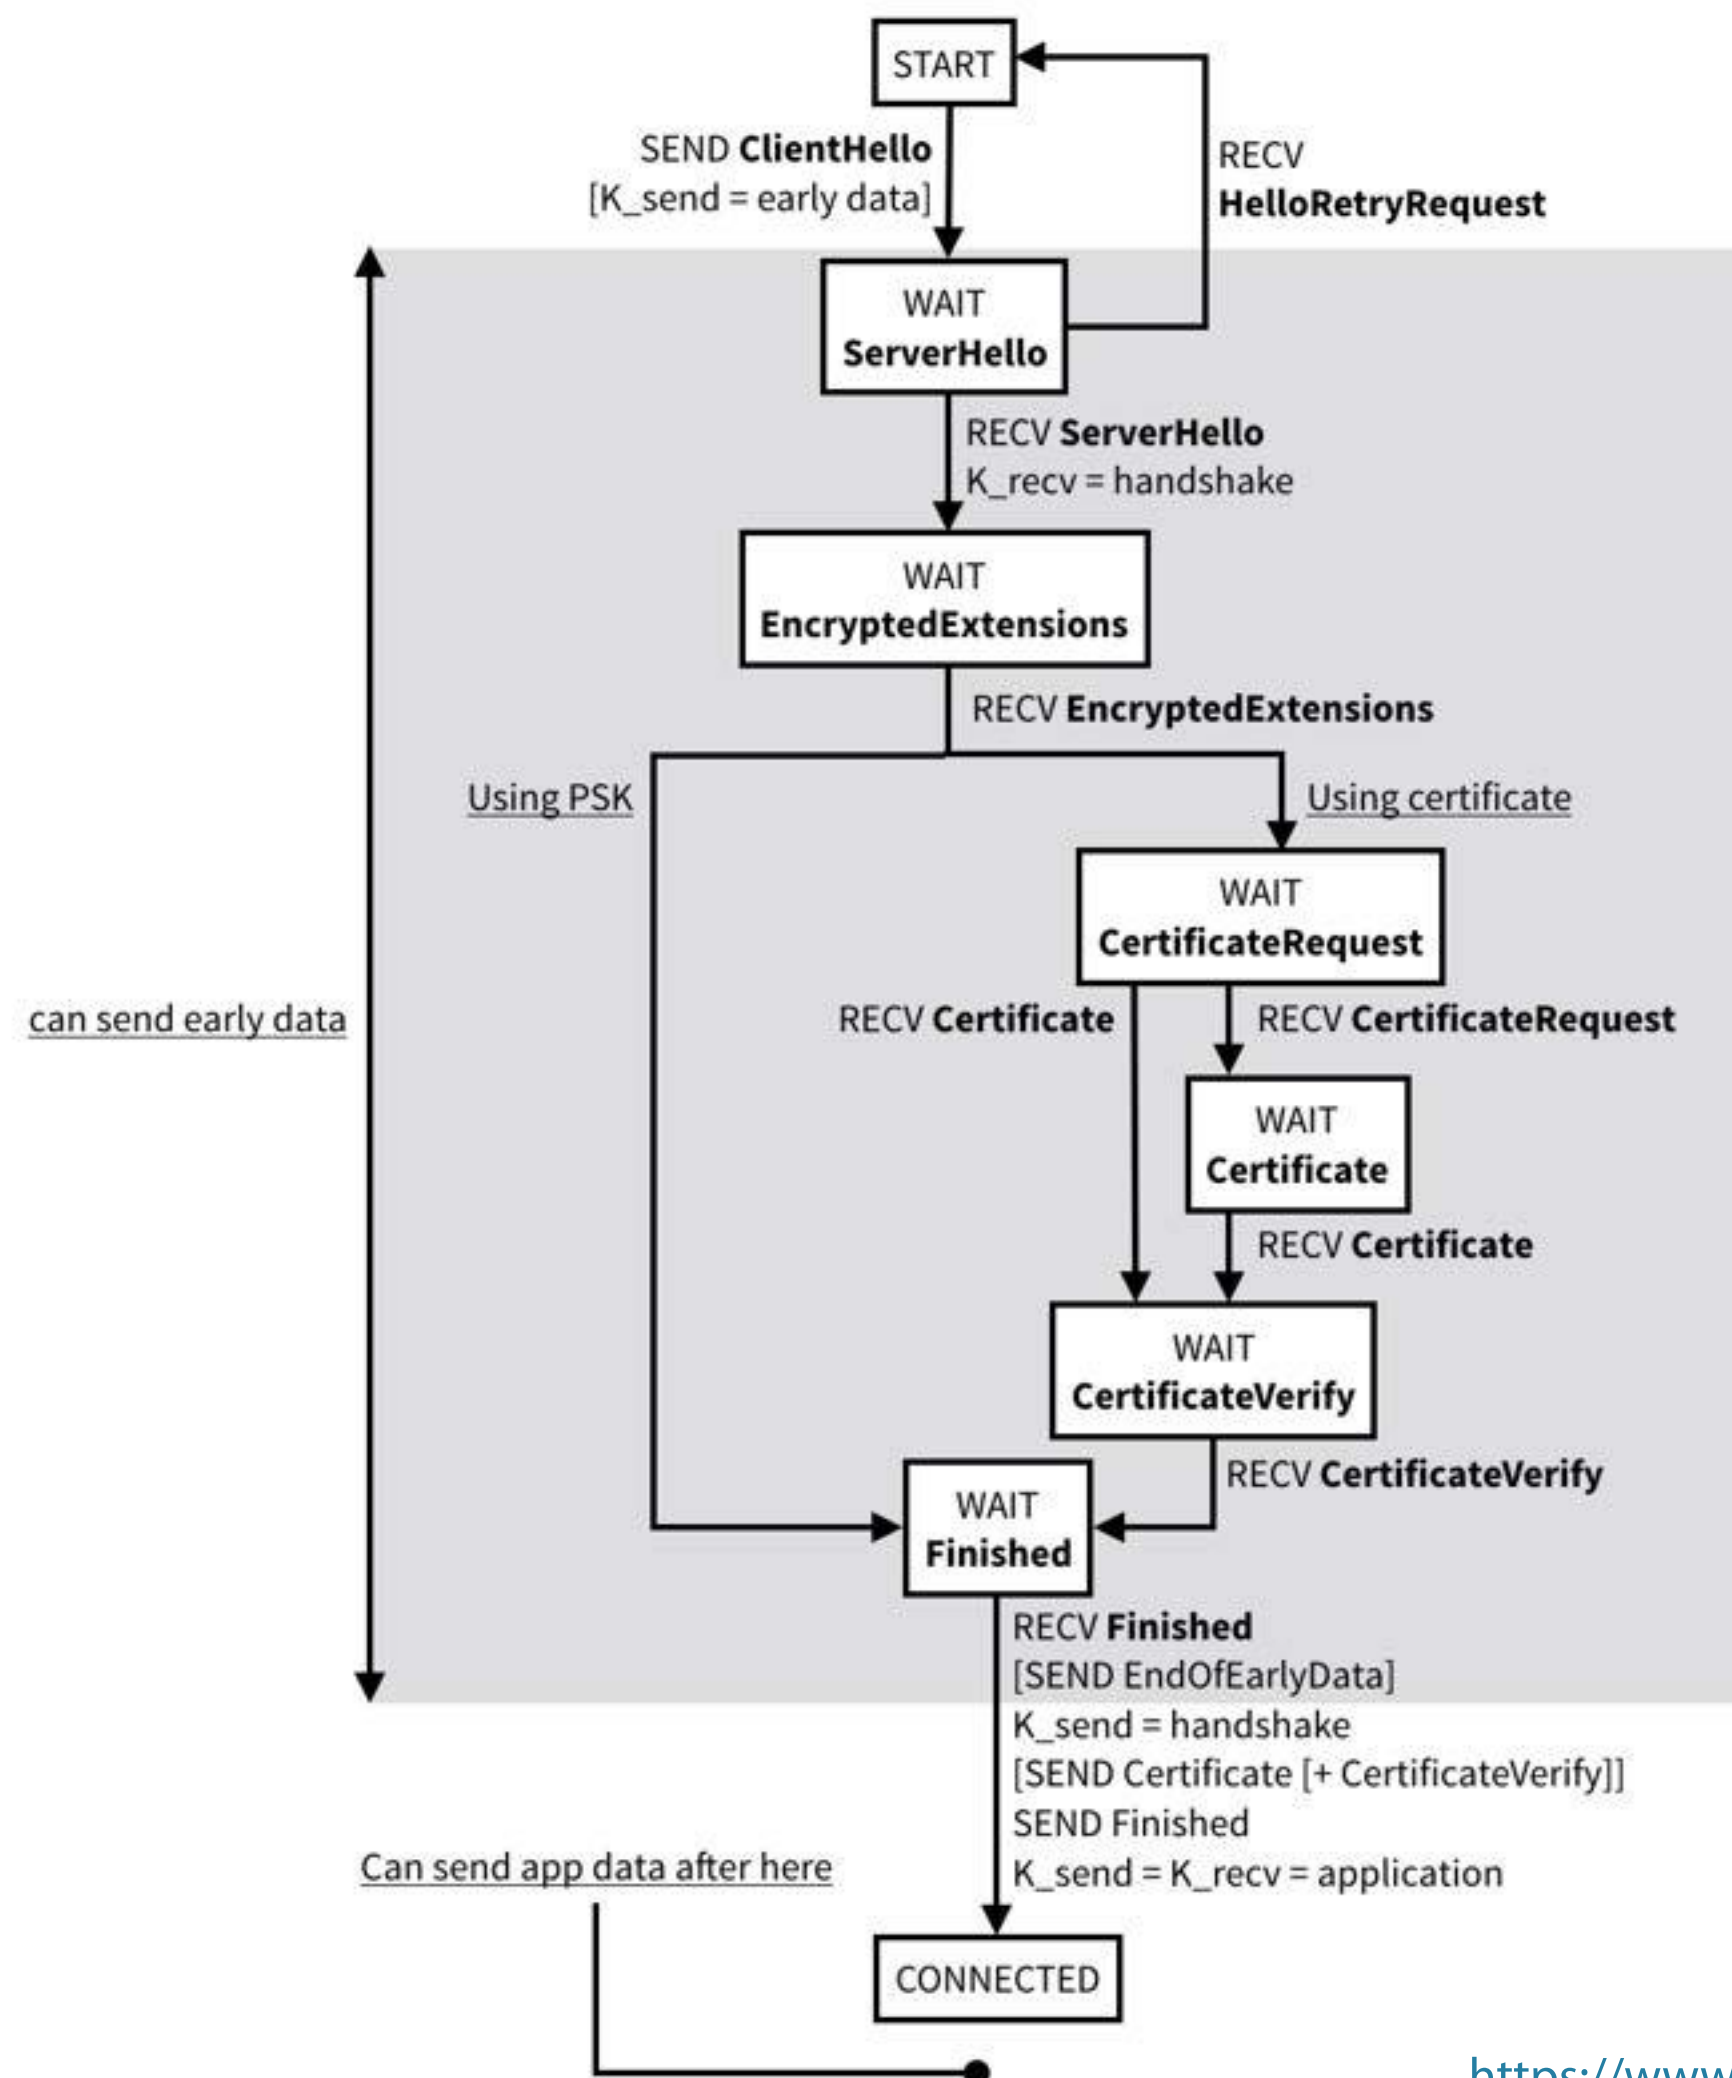 START
SEND ClientHello
[K_send = early data]
RECV
HelloRetryRequest
WAIT
ServerHello
RECV ServerHello
K_recv = handshake
WAIT
EncryptedExtensions
RECV EncryptedExtensions
Using PSK
Using certificate
WAIT
CertificateRequest
can send early data
RECV Certificate
RECV CertificateRequest
WAIT
Certificate
RECV Certificate
WAIT
CertificateVerify
RECV CertificateVerify
WAIT
Finished
RECV Finished
[SEND EndOfEarlyData]
K_send = handshake
[SEND Certificate [+ CertificateVerify]]
SEND Finished
K_send = K_recv = application
Can send app data after here
CONNECTED
https://www